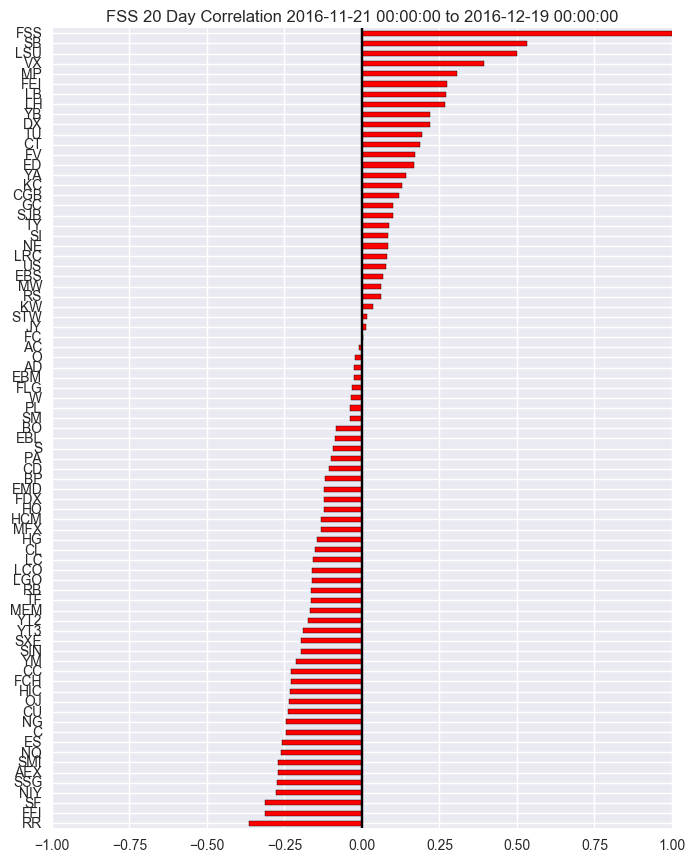 FSS 20 Day Correlation 2016-11-21 00:00:00 to 2016-12-19 00:00:00
FSS
SB
LSU
VX
MP
FEI
LB
LH
YB
DX
TU
CT
FV
ED
YA
KC
CGB
GC
SJB
TY
SI
NE
LRC
US
EBS
MW
RS
KW
STW
JY
FC
AC
O
AD
EBM
FLG
W
PL
SM
BO
EBL
S
PA
CD
BP
EMD
FDX
HO
HCM
MFX
HG
CL
LC
LCO
LGO
RB
TF
MEM
YT2
YT3
SXF
SIN
YM
CC
FCH
HIC
OJ
CU
NG
C
ES
NQ
SMI
AEX
SSG
NIY
SF
RR
−1.00 −0.75 −0.50 −0.25 0.00 0.25 0.50 0.75 1.00